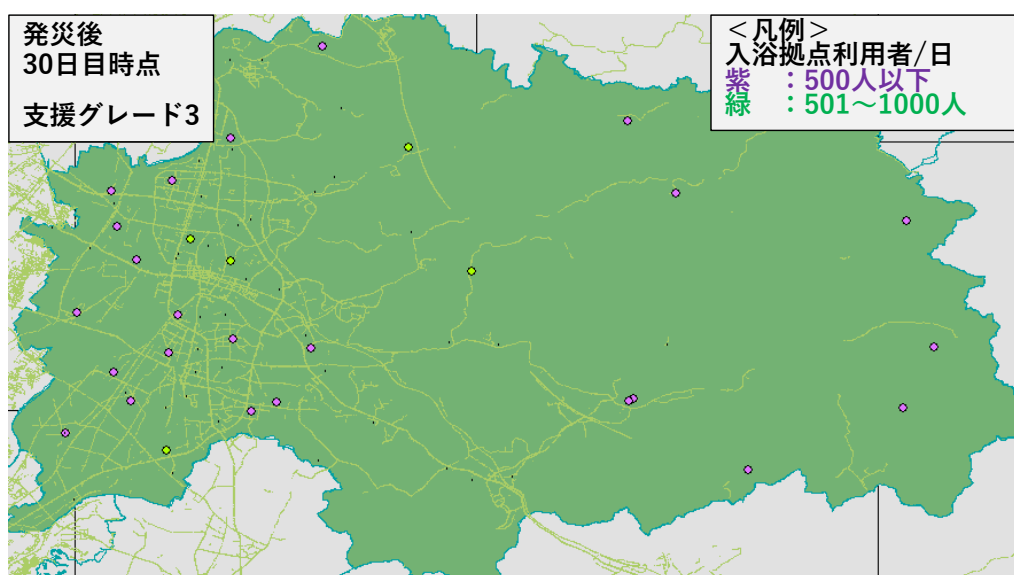 発災後
30日目時点
支援グレード3
＜凡例＞
入浴拠点利用者/日
紫　：500人以下
緑　：501～1000人